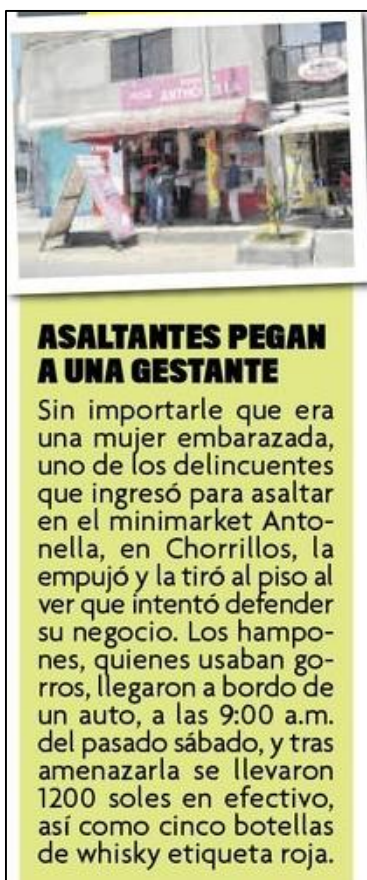 ASALTANTES PEGAN
A UNA GESTANTE
Sin importarle que era
una mujer embarazada,
uno de los delincuentes
que ingresó para asaltar
en el minimarket Anto-
nella, en Chorrillos, la
empujó y la tiró al piso al
ver que intentó defender
su negocio. Los hampo-
nes, quienes usaban go-
rros, llegaron a bordo de
un auto, a las 9:00 a.m.
del pasado sábado, y tras
amenazarla se llevaron
1200 soles en efectivo,
así como cinco botellas
de whisky etiqueta roja.